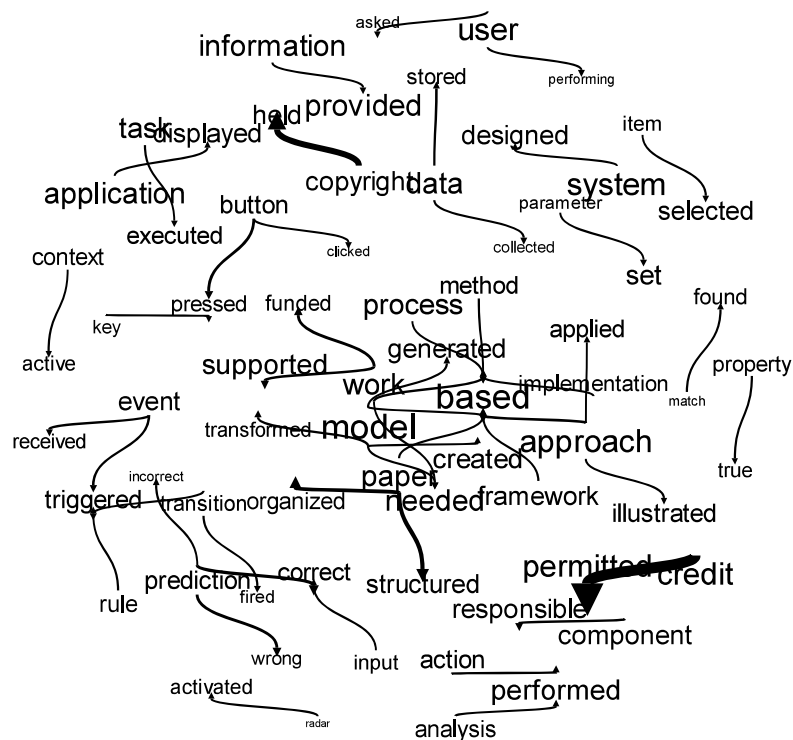 asked
user
information
performing
stored
held
provided
task
displayed
designed
item
copyright
data
system
application
button
parameter
selected
executed
clicked
collected
context
set
method
found
key
pressed
funded
process
applied
generated
active
supported
property
work
implementation
based
match
event
transformed
model
received
approach
created
incorrect
paper
true
triggered
transition
organized
needed
framework
illustrated
permitted
credit
prediction
correct
structured
fired
rule
responsible
component
wrong
input
action
activated
performed
radar
analysis